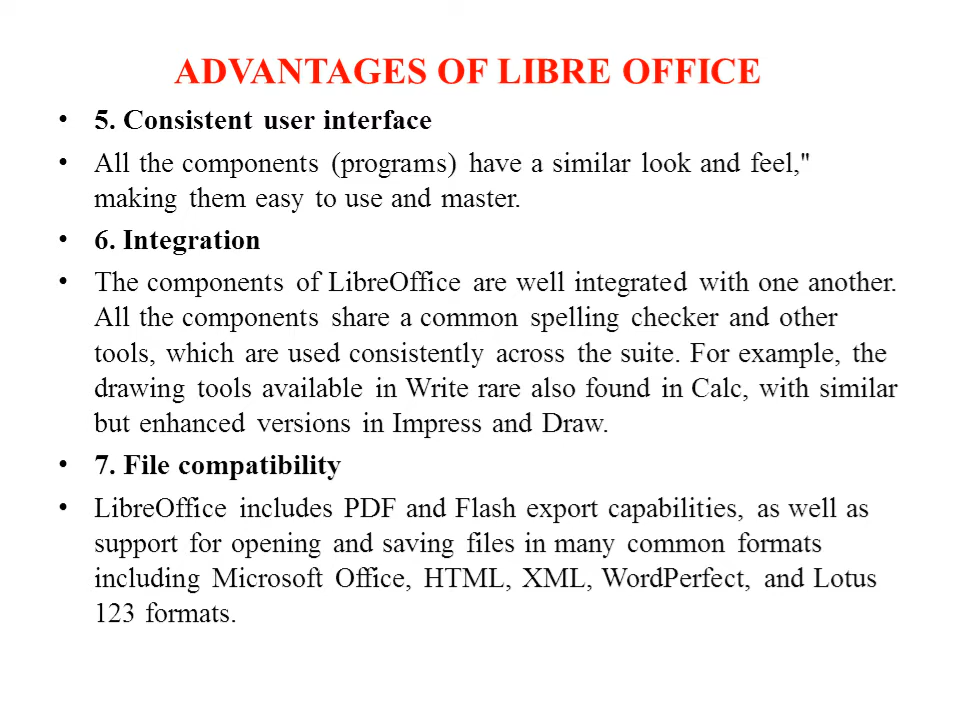 ADVANTAGES OF LIBRE OFFICE
• 5. Consistent user interface
• All the components (programs) have a similar look and feel,"
making them easy to use and master.
• 6. Integration
• The components of LibreOffice are well integrated with one another.
All the components share a common spelling checker and other
tools, which are used consistently across the suite. For example, the
drawing tools available in Write rare also found in Calc, with similar
but enhanced versions in Impress and Draw.
• 7. File compatibility
• LibreOffice includes PDF and Flash export capabilities, as well as
support for opening and saving files in many common formats
including Microsoft Office, HTML, XML, WordPerfect, and Lotus
123 formats.